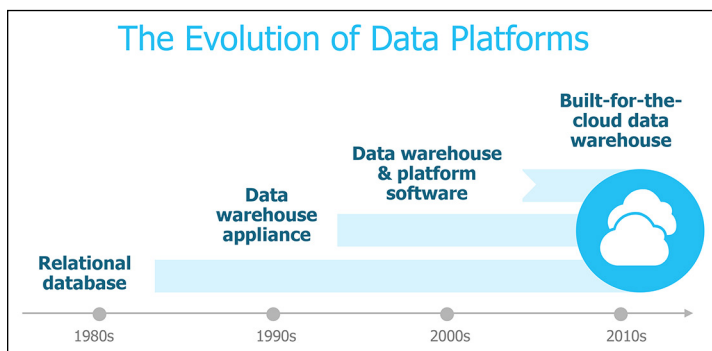 The Evolution of Data Platforms
Built-for-the-
cloud data
warehouse
Data warehouse
& platform
software
Data
warehouse
appliance
Relational
database
1980s
1990s
2000s
2010s